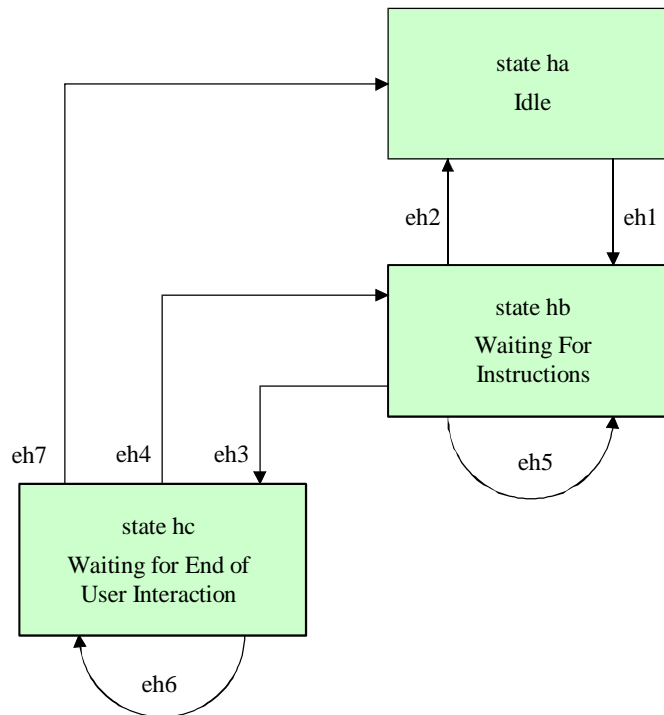 state ha
Idle
eh2
eh1
state hb
Waiting For
Instructions
eh7
eh4
eh3
eh5
state hc
Waiting for End of
User Interaction
eh6